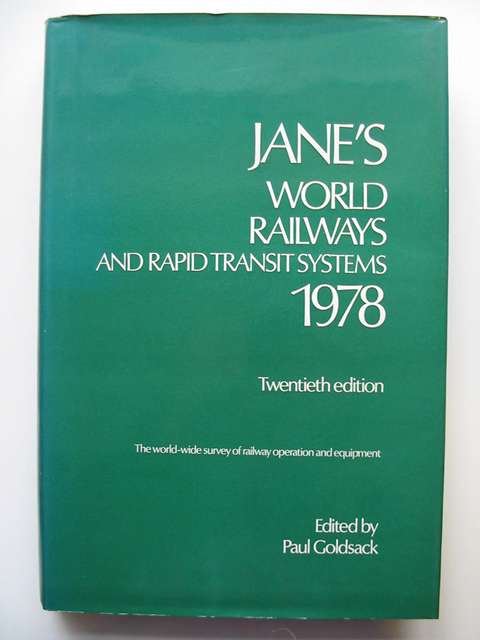 JANE'S
WORLD
RAILWAYS
AND RAPID TRANSIT SYSTEMS
1978
Twentieth edition
The world-wide survey of railway operation and equipment
Edited by
Paul Goldsack